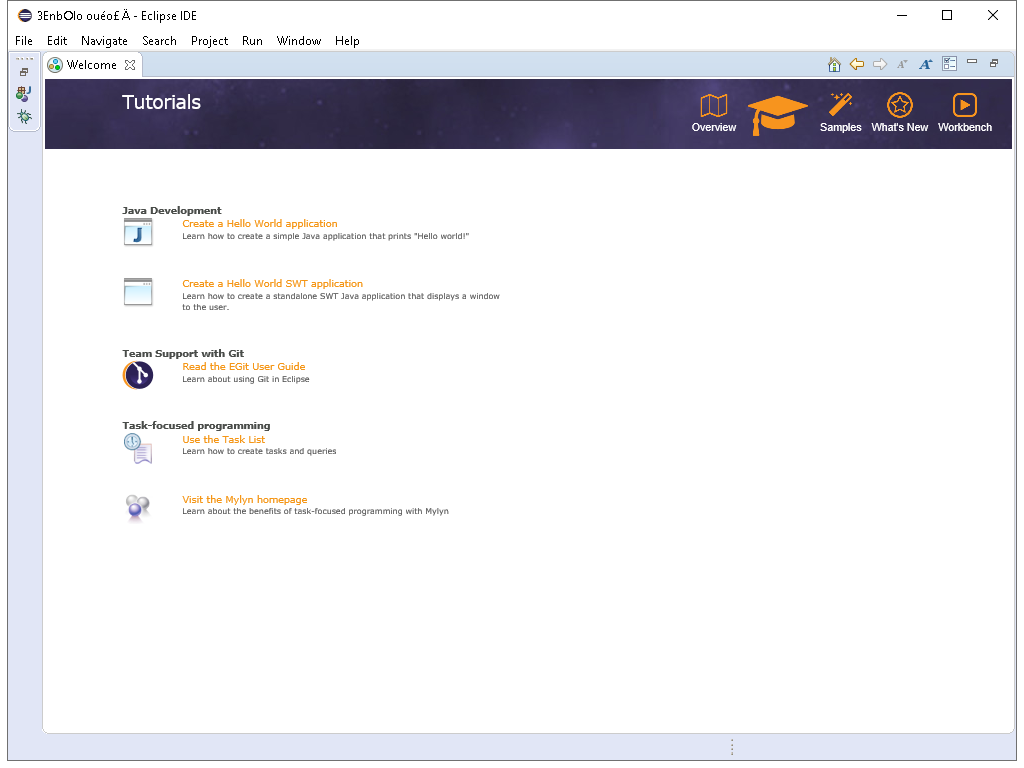 3EnbOlo ouéo£ Ä - Eclipse IDE
File Edit Navigate Search Project Run Window Help
Welcome
Tutorials
Overview Samples What's New Workbench
Java Development
Create a Hello World application
Learn how to create a simple Java application that prints "Hello world!"
Create a Hello World SWT application
Learn how to create a standalone SWT Java application that displays a window
to the user.
Team Support with Git
Read the EGit User Guide
Learn about using Git in Eclipse
Task-focused programming
Use the Task List
Learn how to create tasks and queries
Visit the Mylyn homepage
Learn about the benefits of task-focused programming with Mylyn